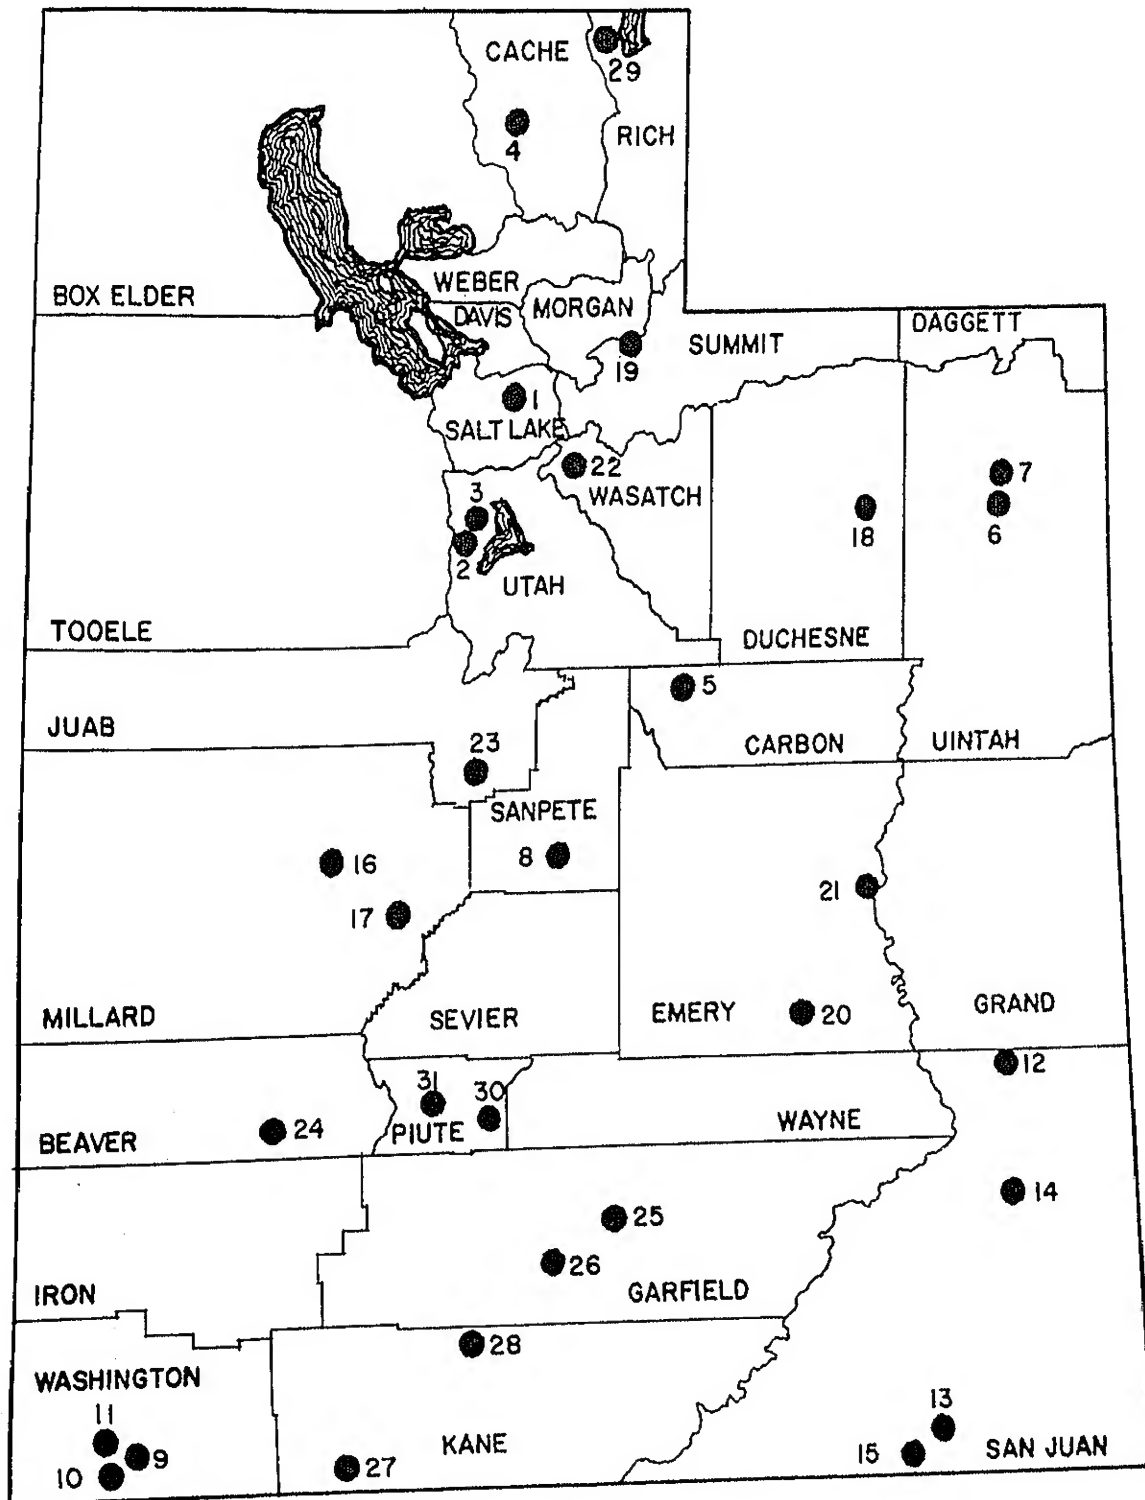 CACHE
29
4
RICH
WEBER
BOX ELDER
DAVIS
MORGAN
DAGGETT
SUMMIT
19
1
SALT LAKE
22
7
WASATCH
3
18
6
2
UTAH
TOOELE
DUCHESNE
5
JUAB
23
CARBON
UINTAH
SANPETE
16
8
21
17
MILLARD
SEVIER
EMERY
20
GRAND
12
31
30
BEAVER
24
PIUTE
WAYNE
14
25
26
IRON
GARFIELD
28
WASHINGTON
11
13
9
KANE
15
SAN JUAN
10
27